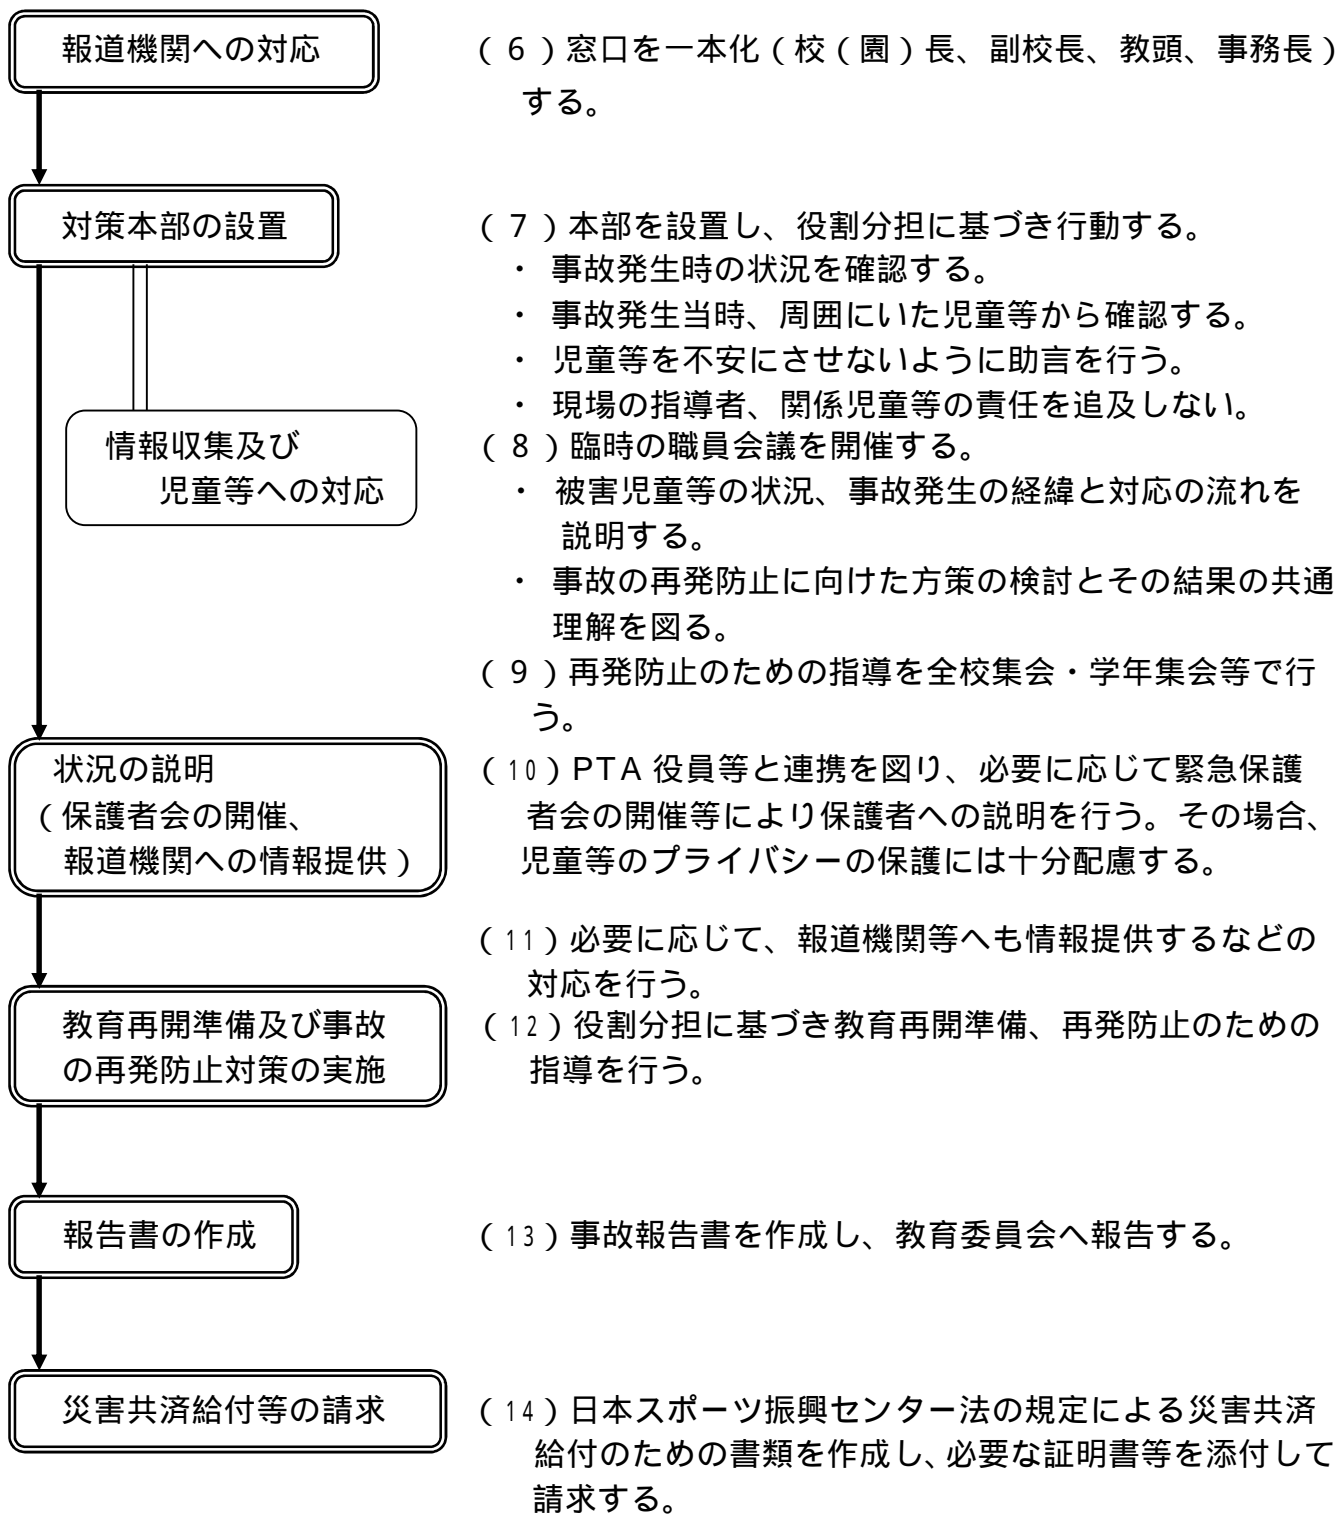 報道機関への対応
（６）窓口を一本化（校（園）長、副校長、教頭、事務長）
する。
対策本部の設置
（７）本部を設置し、役割分担に基づき行動する。
・ 事故発生時の状況を確認する。
・ 事故発生当時、周囲にいた児童等から確認する。
・ 児童等を不安にさせないように助言を行う。
・ 現場の指導者、関係児童等の責任を追及しない。
情報収集及び
児童等への対応
（８）臨時の職員会議を開催する。
・ 被害児童等の状況、事故発生の経緯と対応の流れを
説明する。
・ 事故の再発防止に向けた方策の検討とその結果の共通
理解を図る。
（９）再発防止のための指導を全校集会・学年集会等で行
う。
状況の説明
（保護者会の開催、
報道機関への情報提供）
（10）PTA 役員等と連携を図り、必要に応じて緊急保護
者会の開催等により保護者への説明を行う。その場合、
児童等のプライバシーの保護には十分配慮する。
（11）必要に応じて、報道機関等へも情報提供するなどの
対応を行う。
教育再開準備及び事故
の再発防止対策の実施
（12）役割分担に基づき教育再開準備、再発防止のための
指導を行う。
報告書の作成
（13）事故報告書を作成し、教育委員会へ報告する。
災害共済給付等の請求
（14）日本スポーツ振興センター法の規定による災害共済
給付のための書類を作成し、必要な証明書等を添付して
請求する。